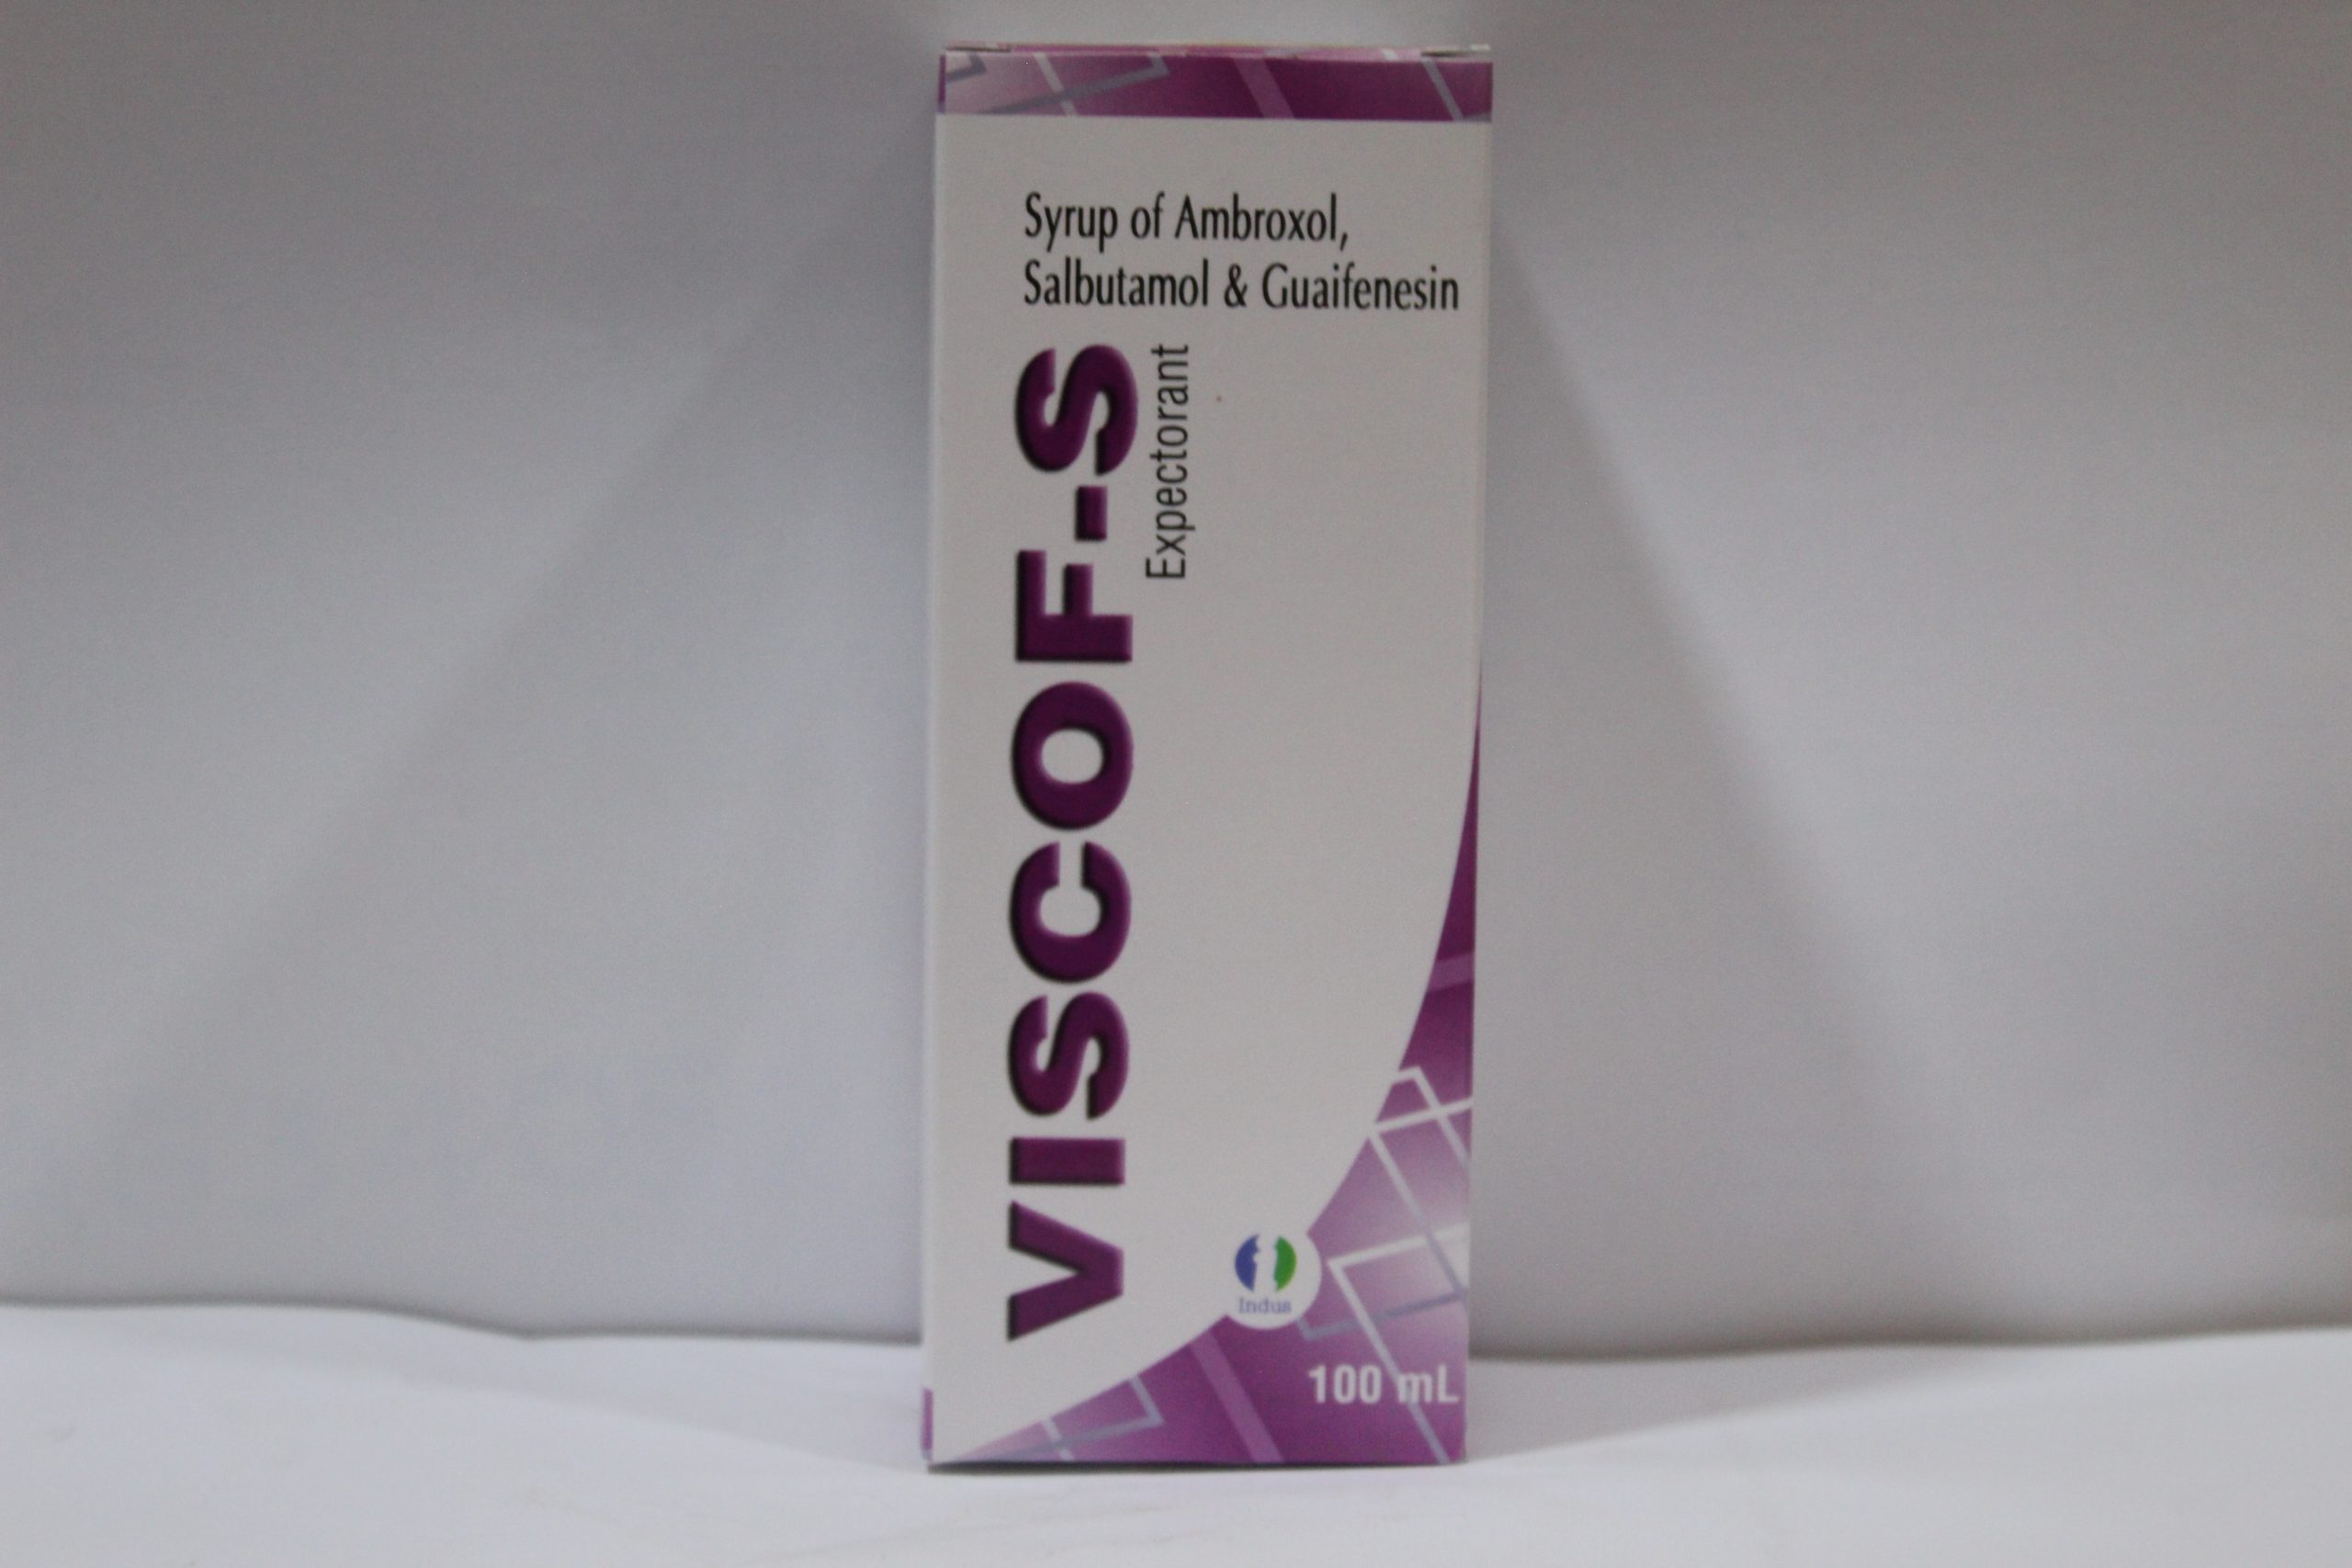 Syrup of Ambroxol,
Salbutamol & Guaifenesin
VISCOF-S
Expectorant
Indus
100 mL